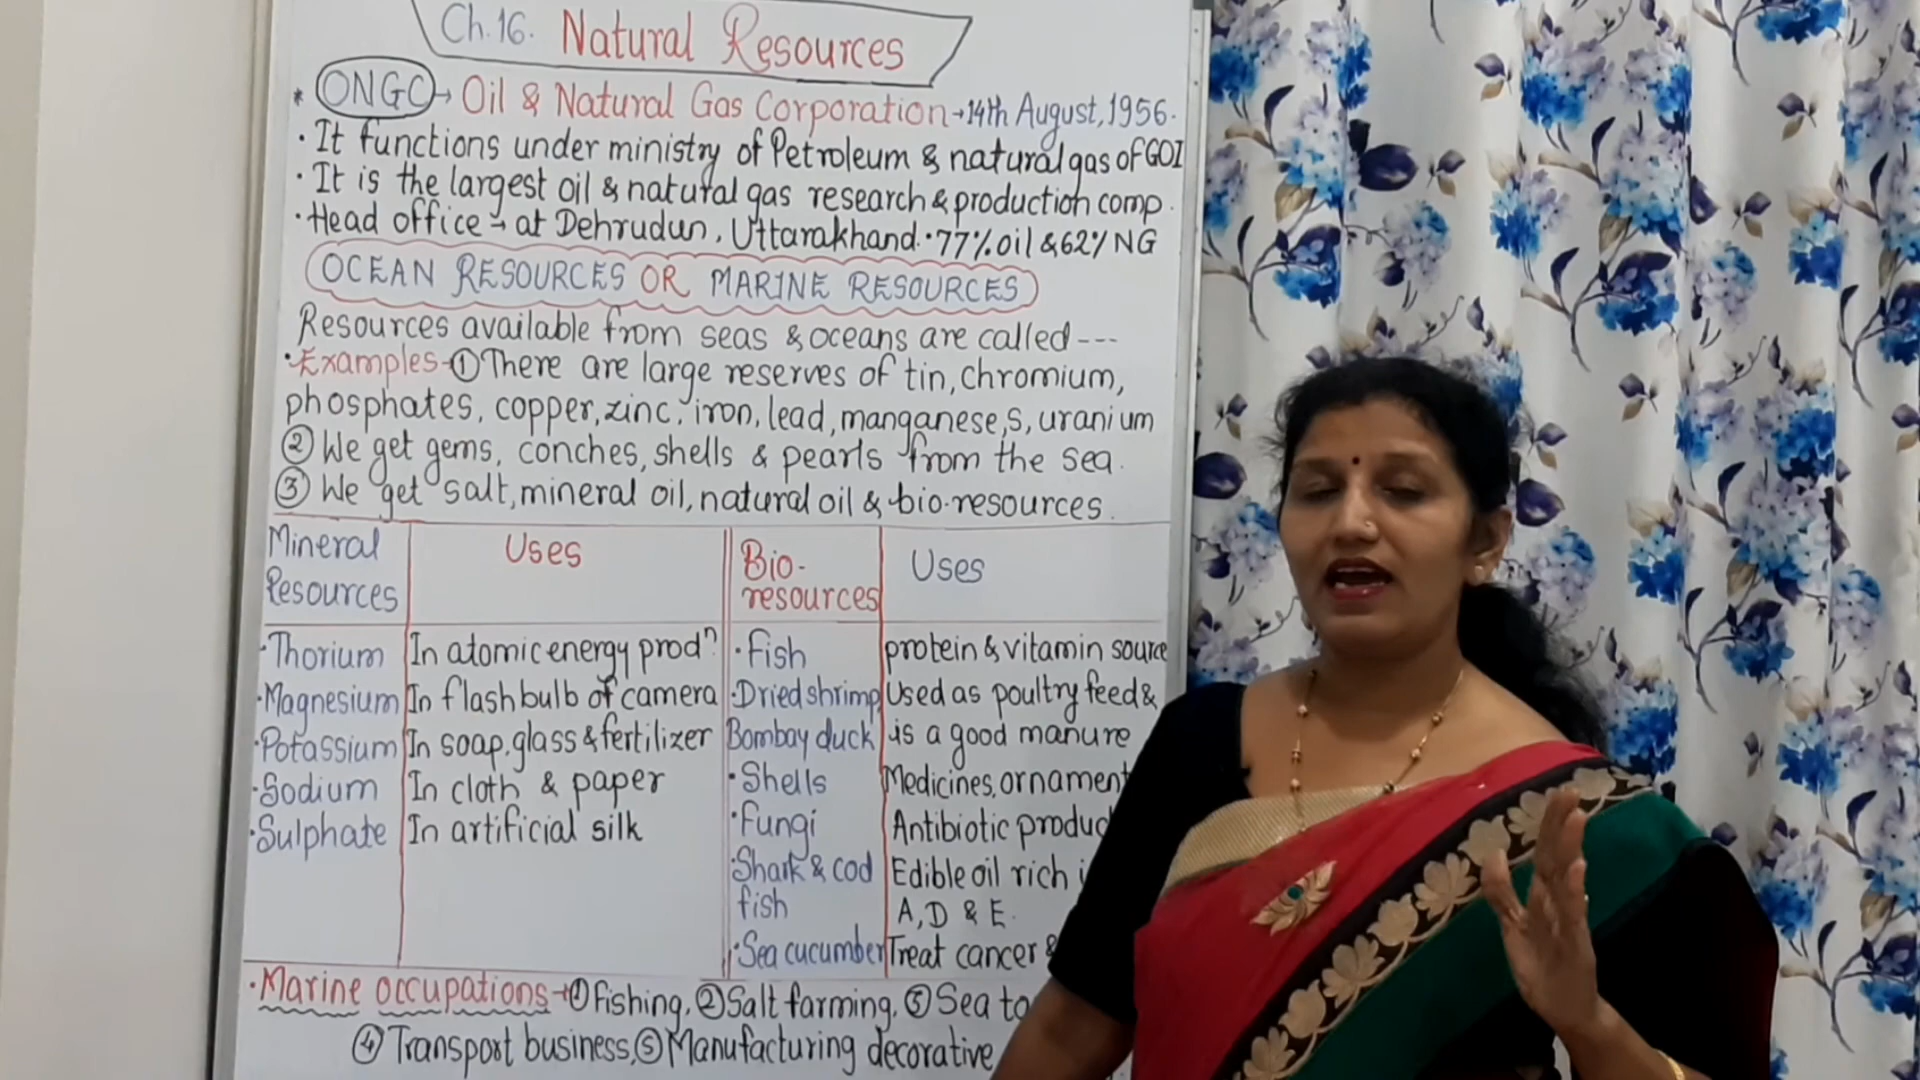 Ch. 16. Natural Resources
* ONGC → Oil & Natural Gas Corporation → 14th August, 1956.
• It functions under ministry of Petroleum & natural gas of GOI
• It is the largest oil & natural gas research & production comp.
• Head office → at Dehrudun, Uttarakhand. • 77% oil & 62% NG
OCEAN RESOURCES OR MARINE RESOURCES
Resources available from seas & oceans are called ---
• Examples - ① There are large reserves of tin, chromium,
phosphates, copper, zinc, iron, lead, manganese, s, uranium
② We get gems, conches, shells & pearls from the sea.
③ We get salt, mineral oil, natural oil & bio-resources.
Mineral Resources | Uses | Bio-resources | Uses
• Thorium | In atomic energy prodⁿ | • Fish | protein & vitamin source
• Magnesium | In flash bulb of camera | • Dried shrimp | Used as poultry feed &
• Potassium | In soap, glass & fertilizer | Bombay duck | is a good manure
• Sodium | In cloth & paper | • Shells | Medicines, ornament
• Sulphate | In artificial silk | • Fungi | Antibiotic produc
• Shark & cod | Edible oil rich i
fish | A, D & E.
• Sea cucumber | Treat cancer &
• Marine occupations → ① Fishing, ② Salt farming, ③ Sea to
④ Transport business, ⑤ Manufacturing decorative